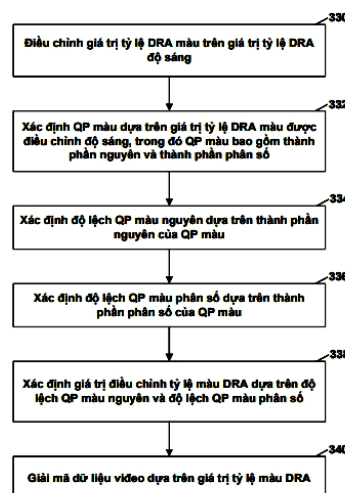 330
Điều chỉnh giá trị tỷ lệ DRA màu trên giá trị tỷ lệ DRA
độ sáng
332
Xác định QP màu dựa trên giá trị tỷ lệ DRA màu được
điều chỉnh độ sáng, trong đó QP màu bao gồm thành
phần nguyên và thành phần phân số
334
Xác định độ lệch QP màu nguyên dựa trên thành phần
nguyên của QP màu
336
Xác định độ lệch QP màu phân số dựa trên thành
phần phân số của QP màu
338
Xác định giá trị điều chỉnh tỷ lệ màu DRA dựa trên độ
lệch QP màu nguyên và độ lệch QP màu phân số
340
Giải mã dữ liệu video dựa trên giá trị tỷ lệ màu DRA